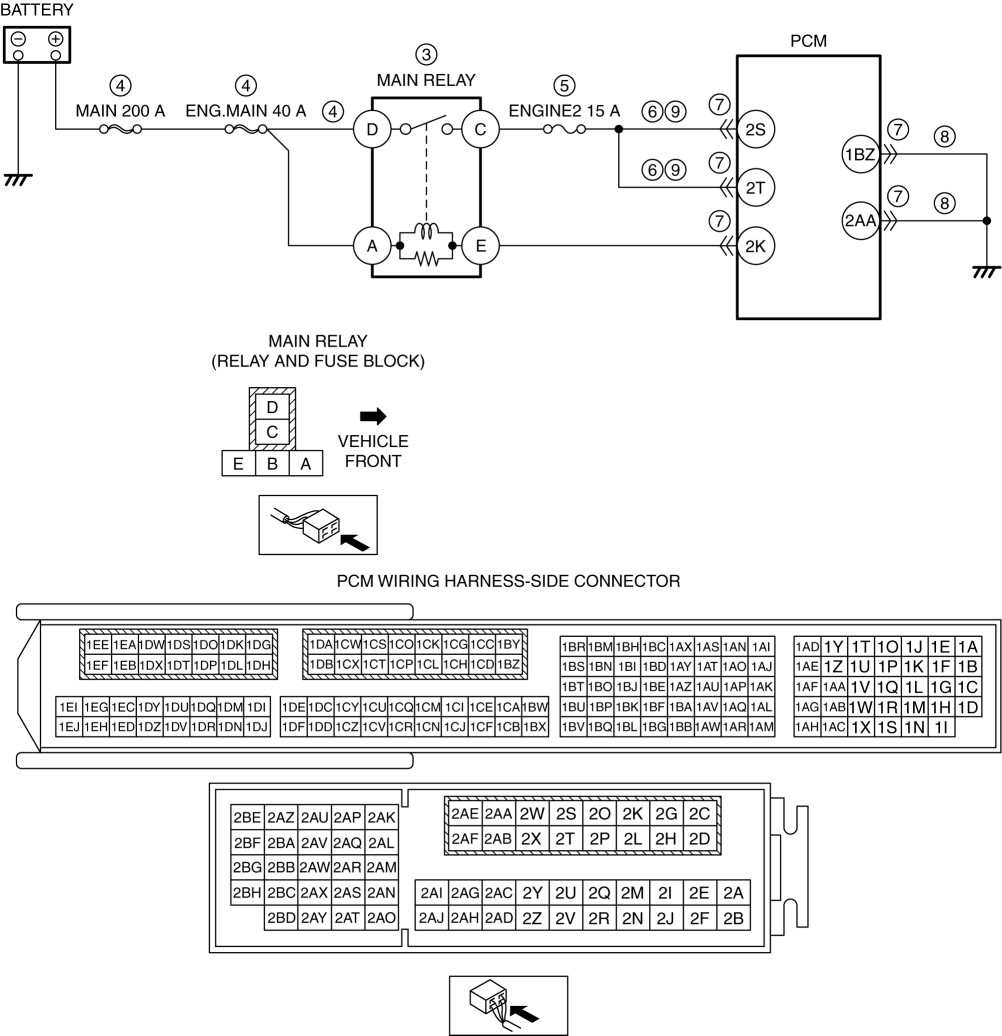 BATTERY
PCM
③
④ ④ MAIN RELAY ⑤
MAIN 200 A ENG.MAIN 40 A ④ ENGINE2 15 A ⑥⑨ ⑦
D C 2S
⑦ ⑧
1BZ
⑥⑨ ⑦
2T
⑦ ⑧
2AA
⑦
A E 2K
MAIN RELAY
(RELAY AND FUSE BLOCK)
D
C
E B A
VEHICLE
FRONT
PCM WIRING HARNESS-SIDE CONNECTOR
1EE 1EA 1DW 1DS 1DO 1DK 1DG
1EF 1EB 1DX 1DT 1DP 1DL 1DH
1DA 1CW 1CS 1CO 1CK 1CG 1CC 1BY
1DB 1CX 1CT 1CP 1CL 1CH 1CD 1BZ
1EI 1EG 1EC 1DY 1DU 1DQ 1DM 1DI
1EJ 1EH 1ED 1DZ 1DV 1DR 1DN 1DJ
1DE 1DC 1CY 1CU 1CQ 1CM 1CI 1CE 1CA 1BW
1DF 1DD 1CZ 1CV 1CR 1CN 1CJ 1CF 1CB 1BX
1BR 1BM 1BH 1BC 1AX 1AS 1AN 1AI
1BS 1BN 1BI 1BD 1AY 1AT 1AO 1AJ
1BT 1BO 1BJ 1BE 1AZ 1AU 1AP 1AK
1BU 1BP 1BK 1BF 1BA 1AV 1AQ 1AL
1BV 1BQ 1BL 1BG 1BB 1AW 1AR 1AM
1AD 1Y 1T 1O 1J 1E 1A
1AE 1Z 1U 1P 1K 1F 1B
1AF 1AA 1V 1Q 1L 1G 1C
1AG 1AB 1W 1R 1M 1H 1D
1AH 1AC 1X 1S 1N 1I
2BE 2AZ 2AU 2AP 2AK
2BF 2BA 2AV 2AQ 2AL
2BG 2BB 2AW 2AR 2AM
2BH 2BC 2AX 2AS 2AN
2BD 2AY 2AT 2AO
2AE 2AA 2W 2S 2O 2K 2G 2C
2AF 2AB 2X 2T 2P 2L 2H 2D
2AI 2AG 2AC 2Y 2U 2Q 2M 2I 2E 2A
2AJ 2AH 2AD 2Z 2V 2R 2N 2J 2F 2B